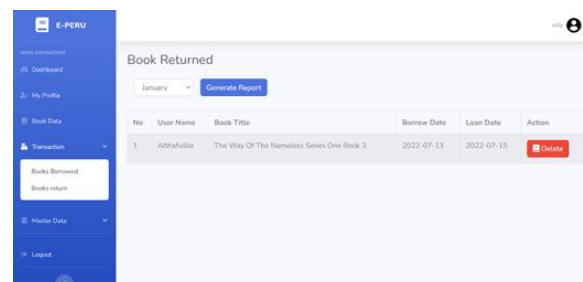 E-PERU
MAIN NAVIGATION
Dashboard
My Profile
Book Data
Transaction
Books Borrowed
Books return
Master Data
Logout
Book Returned
January
Generate Report
No User Name Book Title Borrow Date Loan Date Action
1 Althafvillia The Way Of The Nameless Series One Book 3 2022-07-13 2022-07-15 Delete